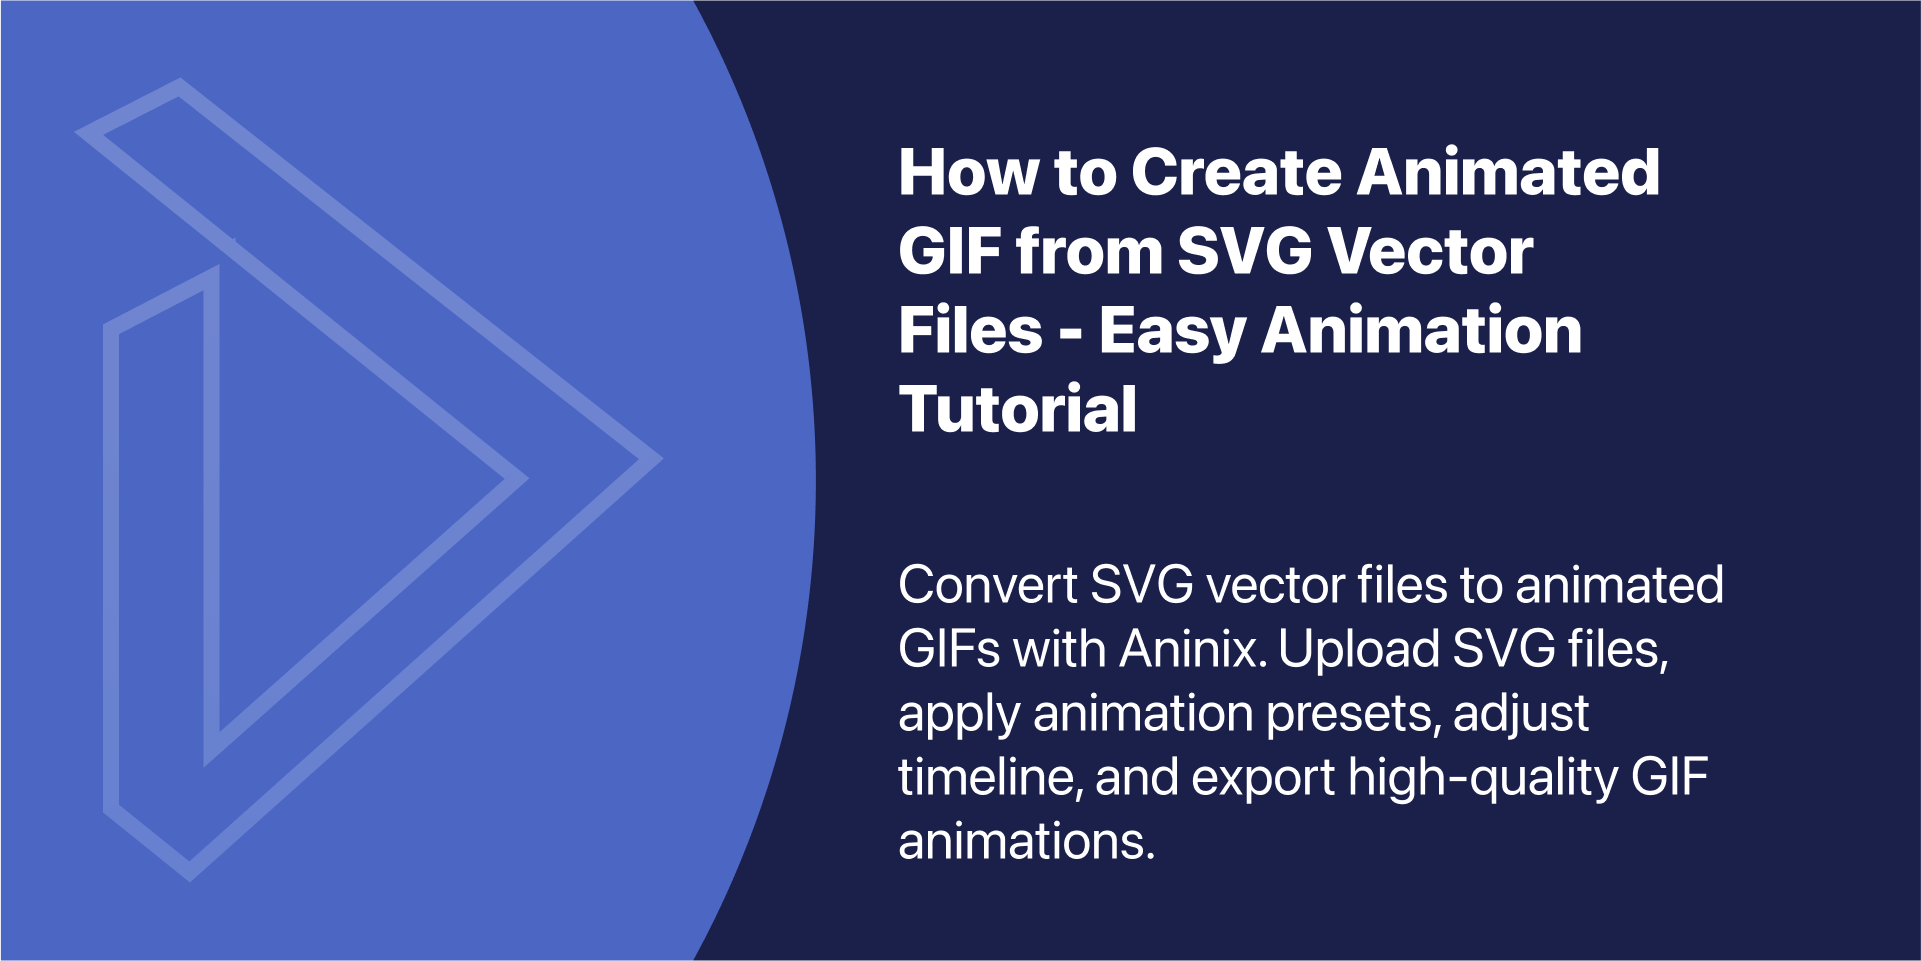 How to Create Animated
GIF from SVG Vector
Files - Easy Animation
Tutorial
Convert SVG vector files to animated
GIFs with Aninix. Upload SVG files,
apply animation presets, adjust
timeline, and export high-quality GIF
animations.